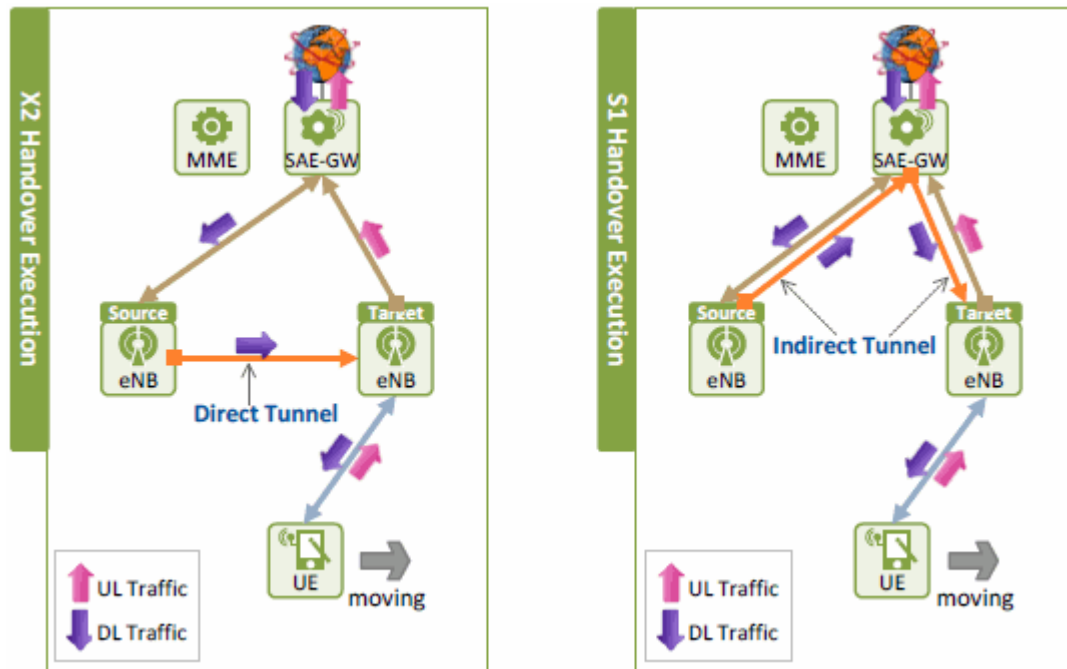 X2 Handover Execution
MME
SAE-GW
Source
eNB
Target
eNB
Direct Tunnel
UE
moving
UL Traffic
DL Traffic
S1 Handover Execution
MME
SAE-GW
Source
eNB
Target
eNB
Indirect Tunnel
UE
moving
UL Traffic
DL Traffic